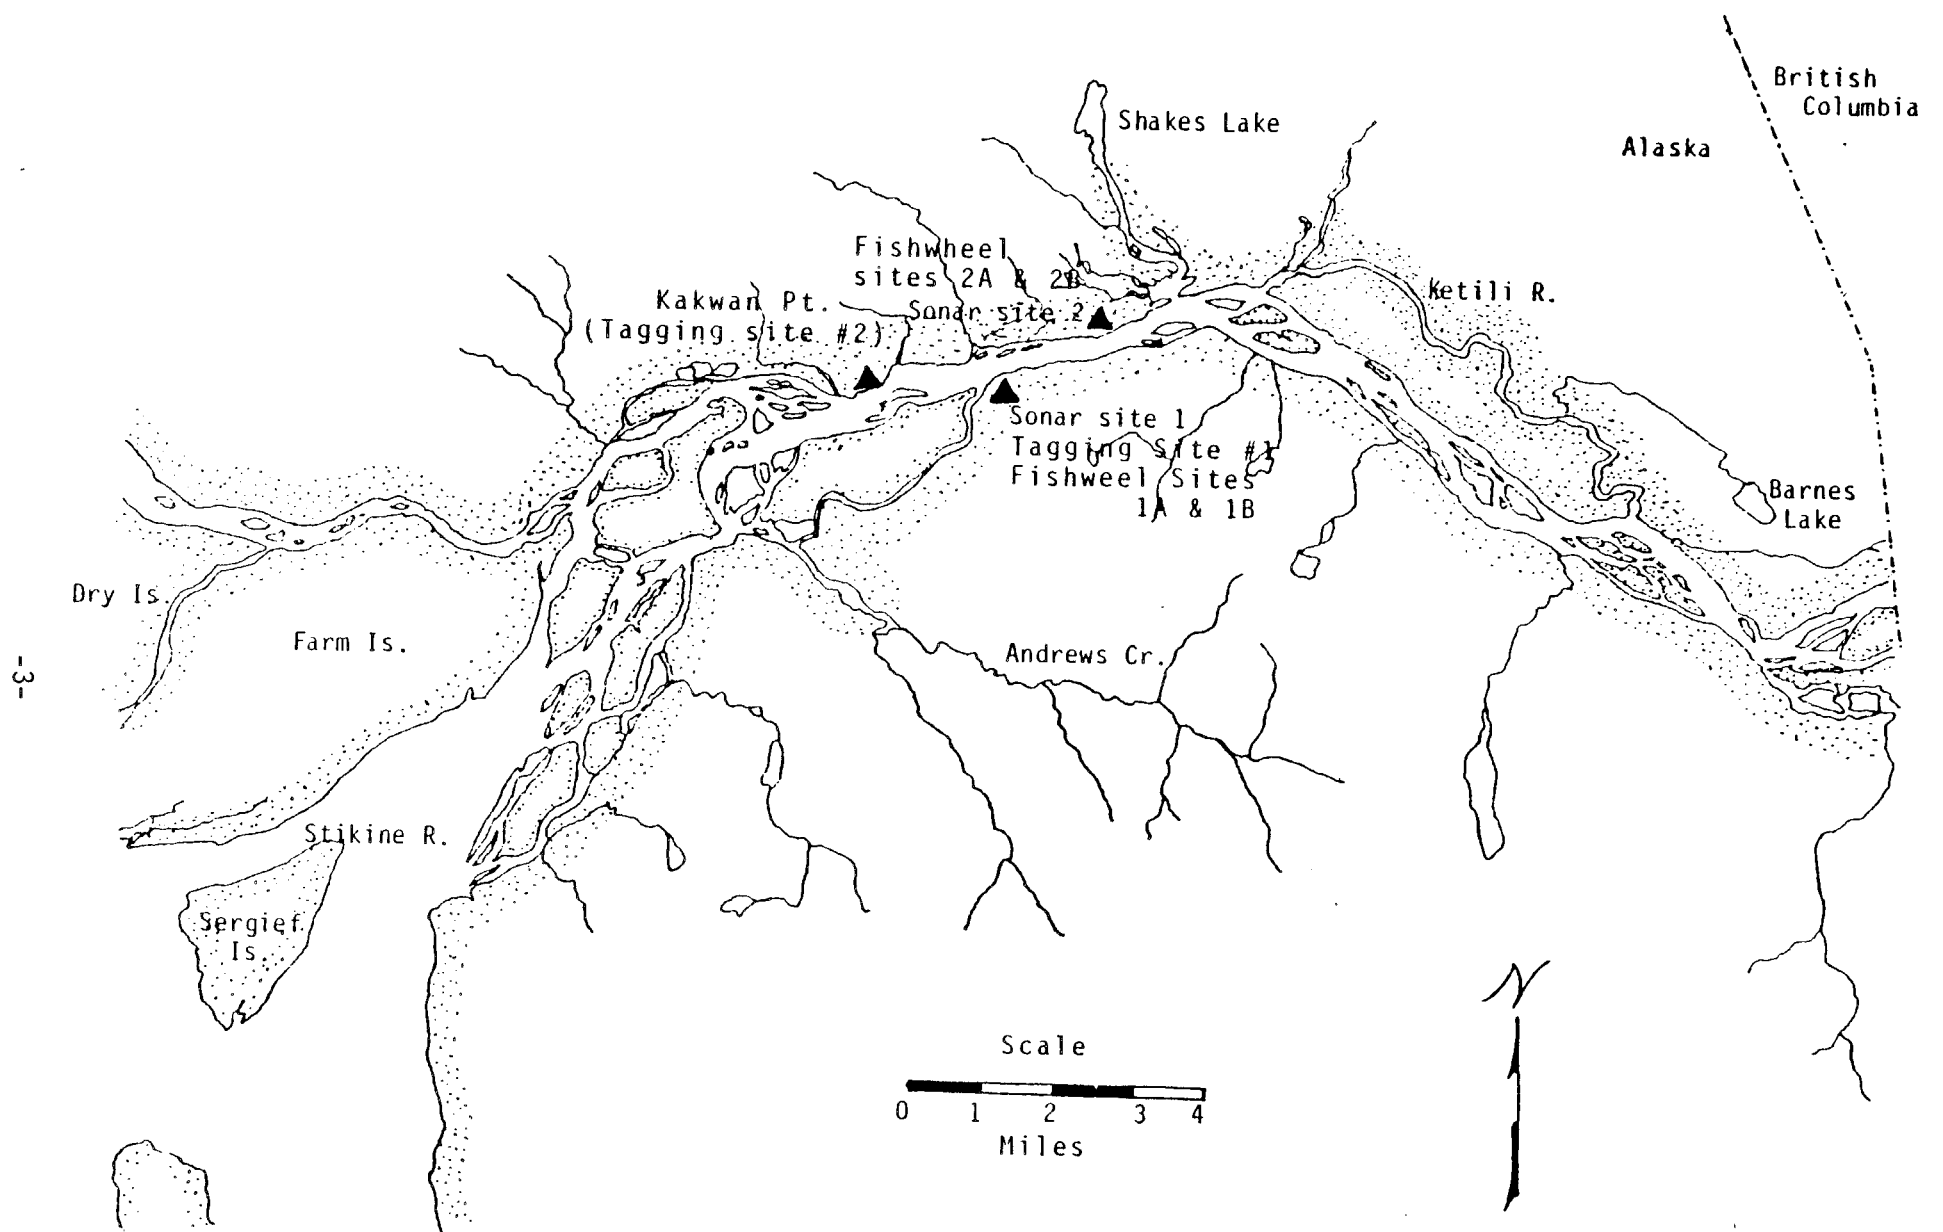 British
Columbia
Alaska
Shakes Lake
Fishwheel
sites 2A & 2B
Sonar site 2
Kakwan Pt.
(Tagging site #2)
Ketili R.
Sonar site 1
Tagging Site #1
Fishweel Sites
1A & 1B
Barnes
Lake
Dry Is.
Farm Is.
Andrews Cr.
-3-
Stikine R.
Sergief
Is.
N
Scale
0 1 2 3 4
Miles